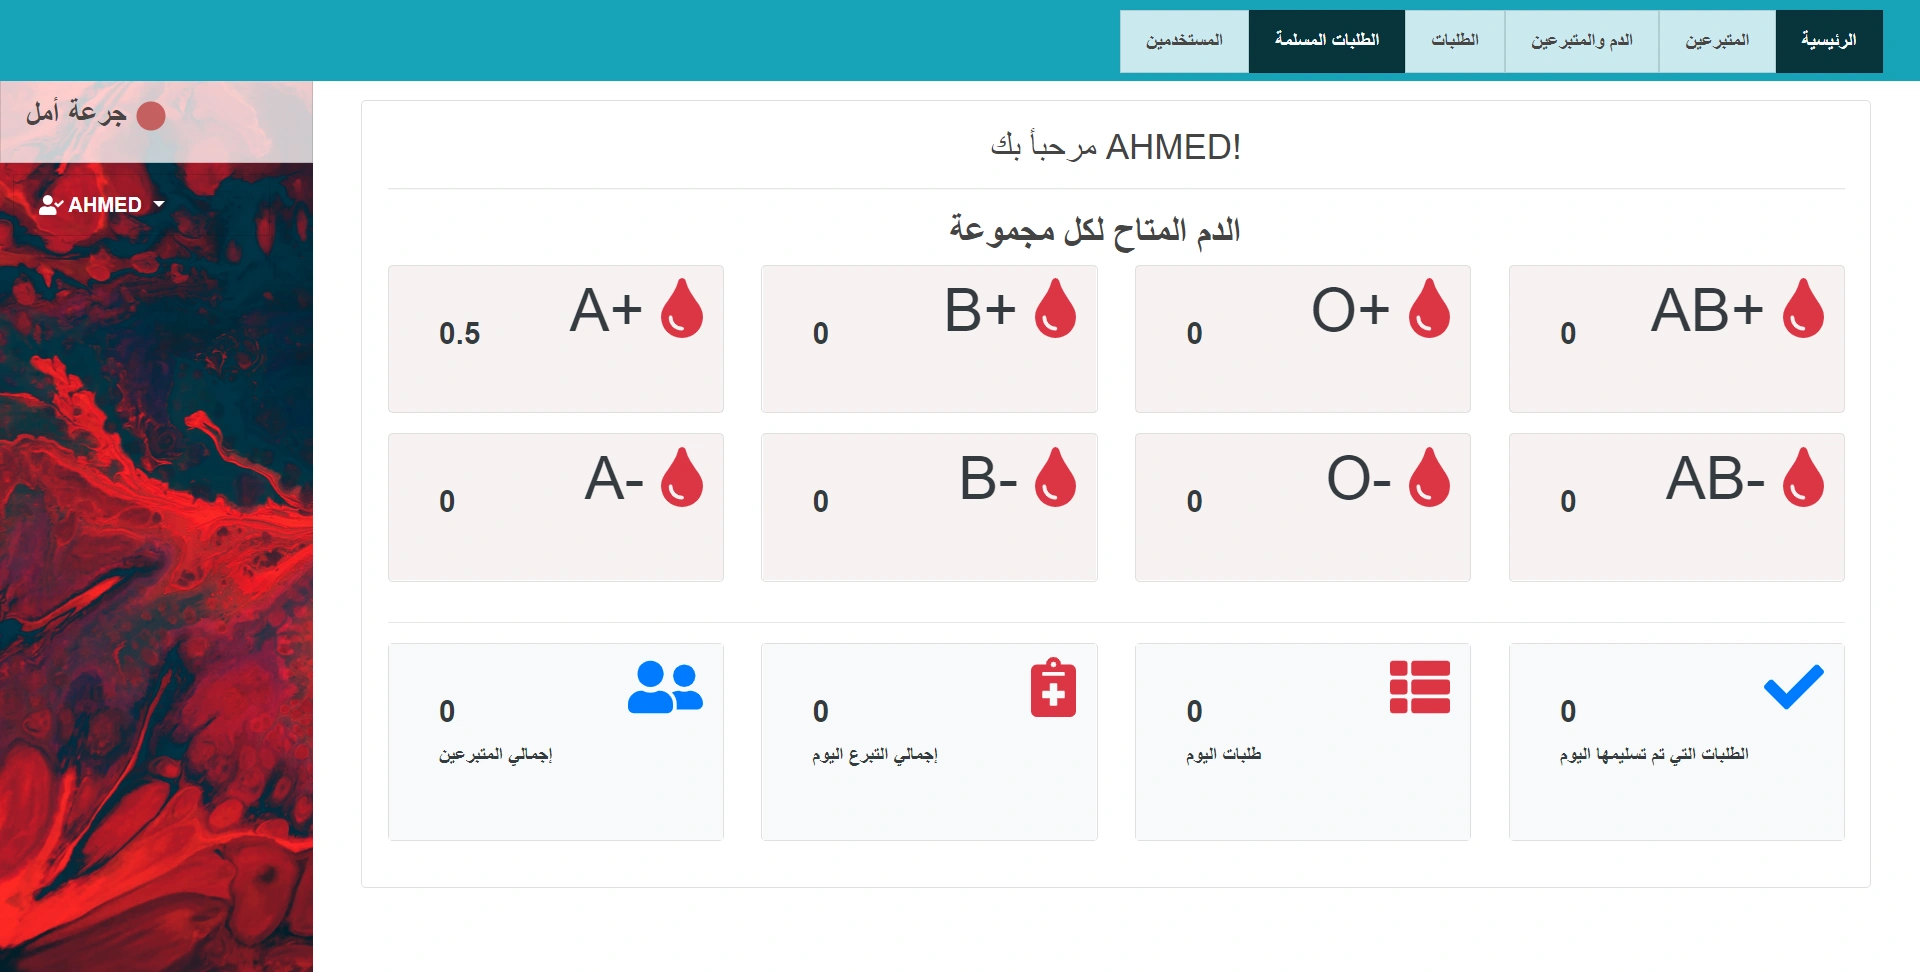 الرئيسية
المتبرعين
الدم والمتبرعين
الطلبات
الطلبات المسلمة
المستخدمين
جرعة أمل
AHMED
مرحبأ بك AHMED!
الدم المتاح لكل مجموعة
AB+
0
O+
0
B+
0
A+
0.5
AB-
0
O-
0
B-
0
A-
0
0
الطلبات التي تم تسليمها اليوم
0
طلبات اليوم
0
إجمالي التبرع اليوم
0
إجمالي المتبرعين